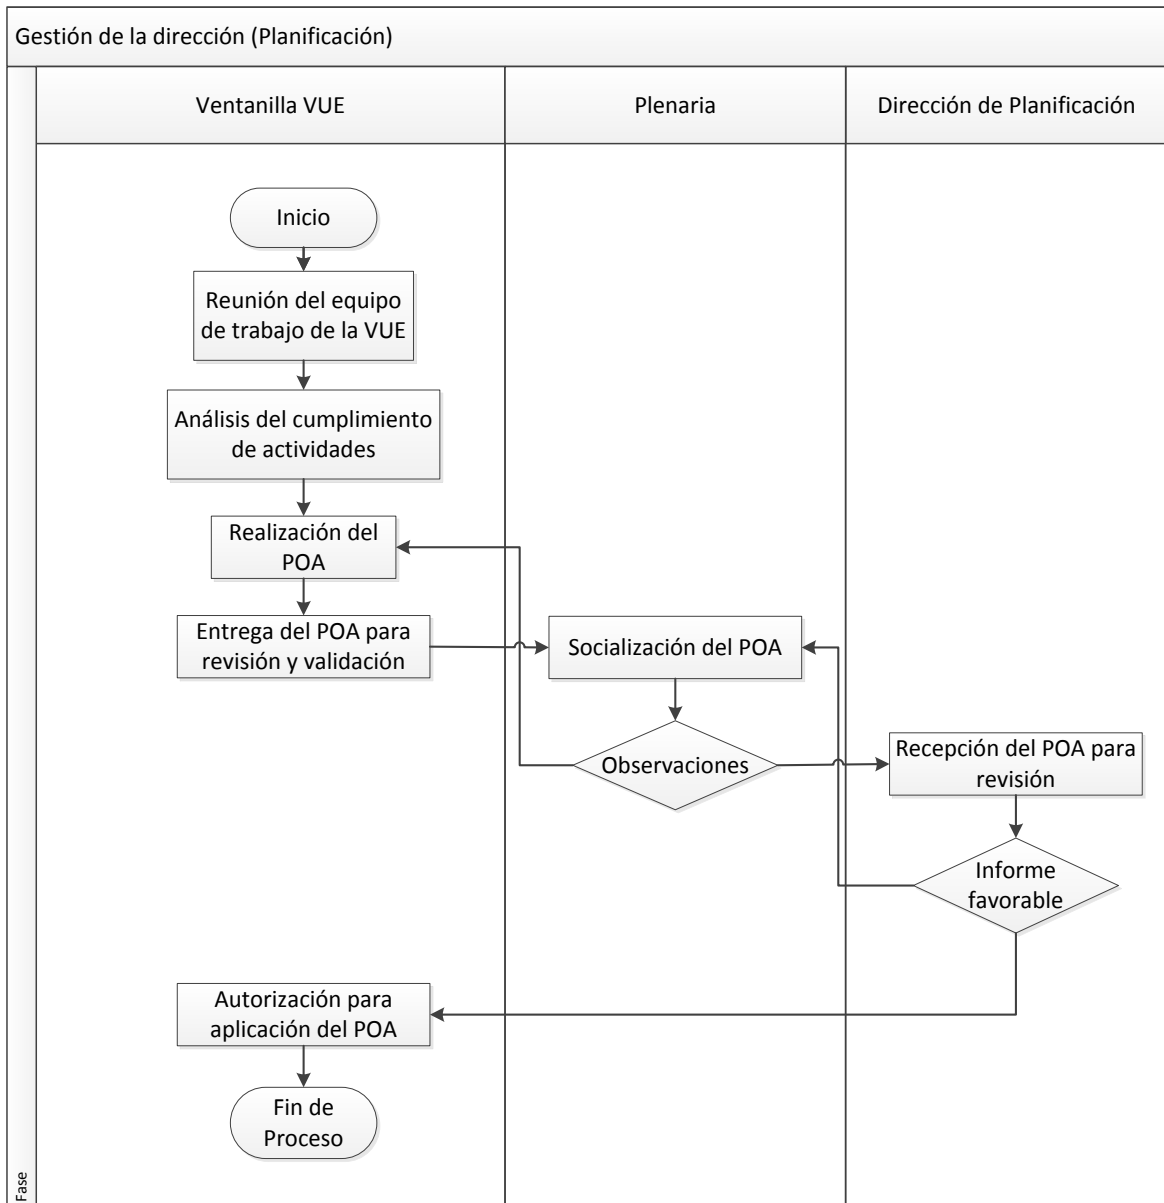 Gestión de la dirección (Planificación)
Ventanilla VUE
Plenaria
Dirección de Planificación
Inicio
Reunión del equipo
de trabajo de la VUE
Análisis del cumplimiento
de actividades
Realización del
POA
Entrega del POA para
revisión y validación
Socialización del POA
Observaciones
Recepción del POA para
revisión
Informe
favorable
Autorización para
aplicación del POA
Fin de
Proceso
Fase